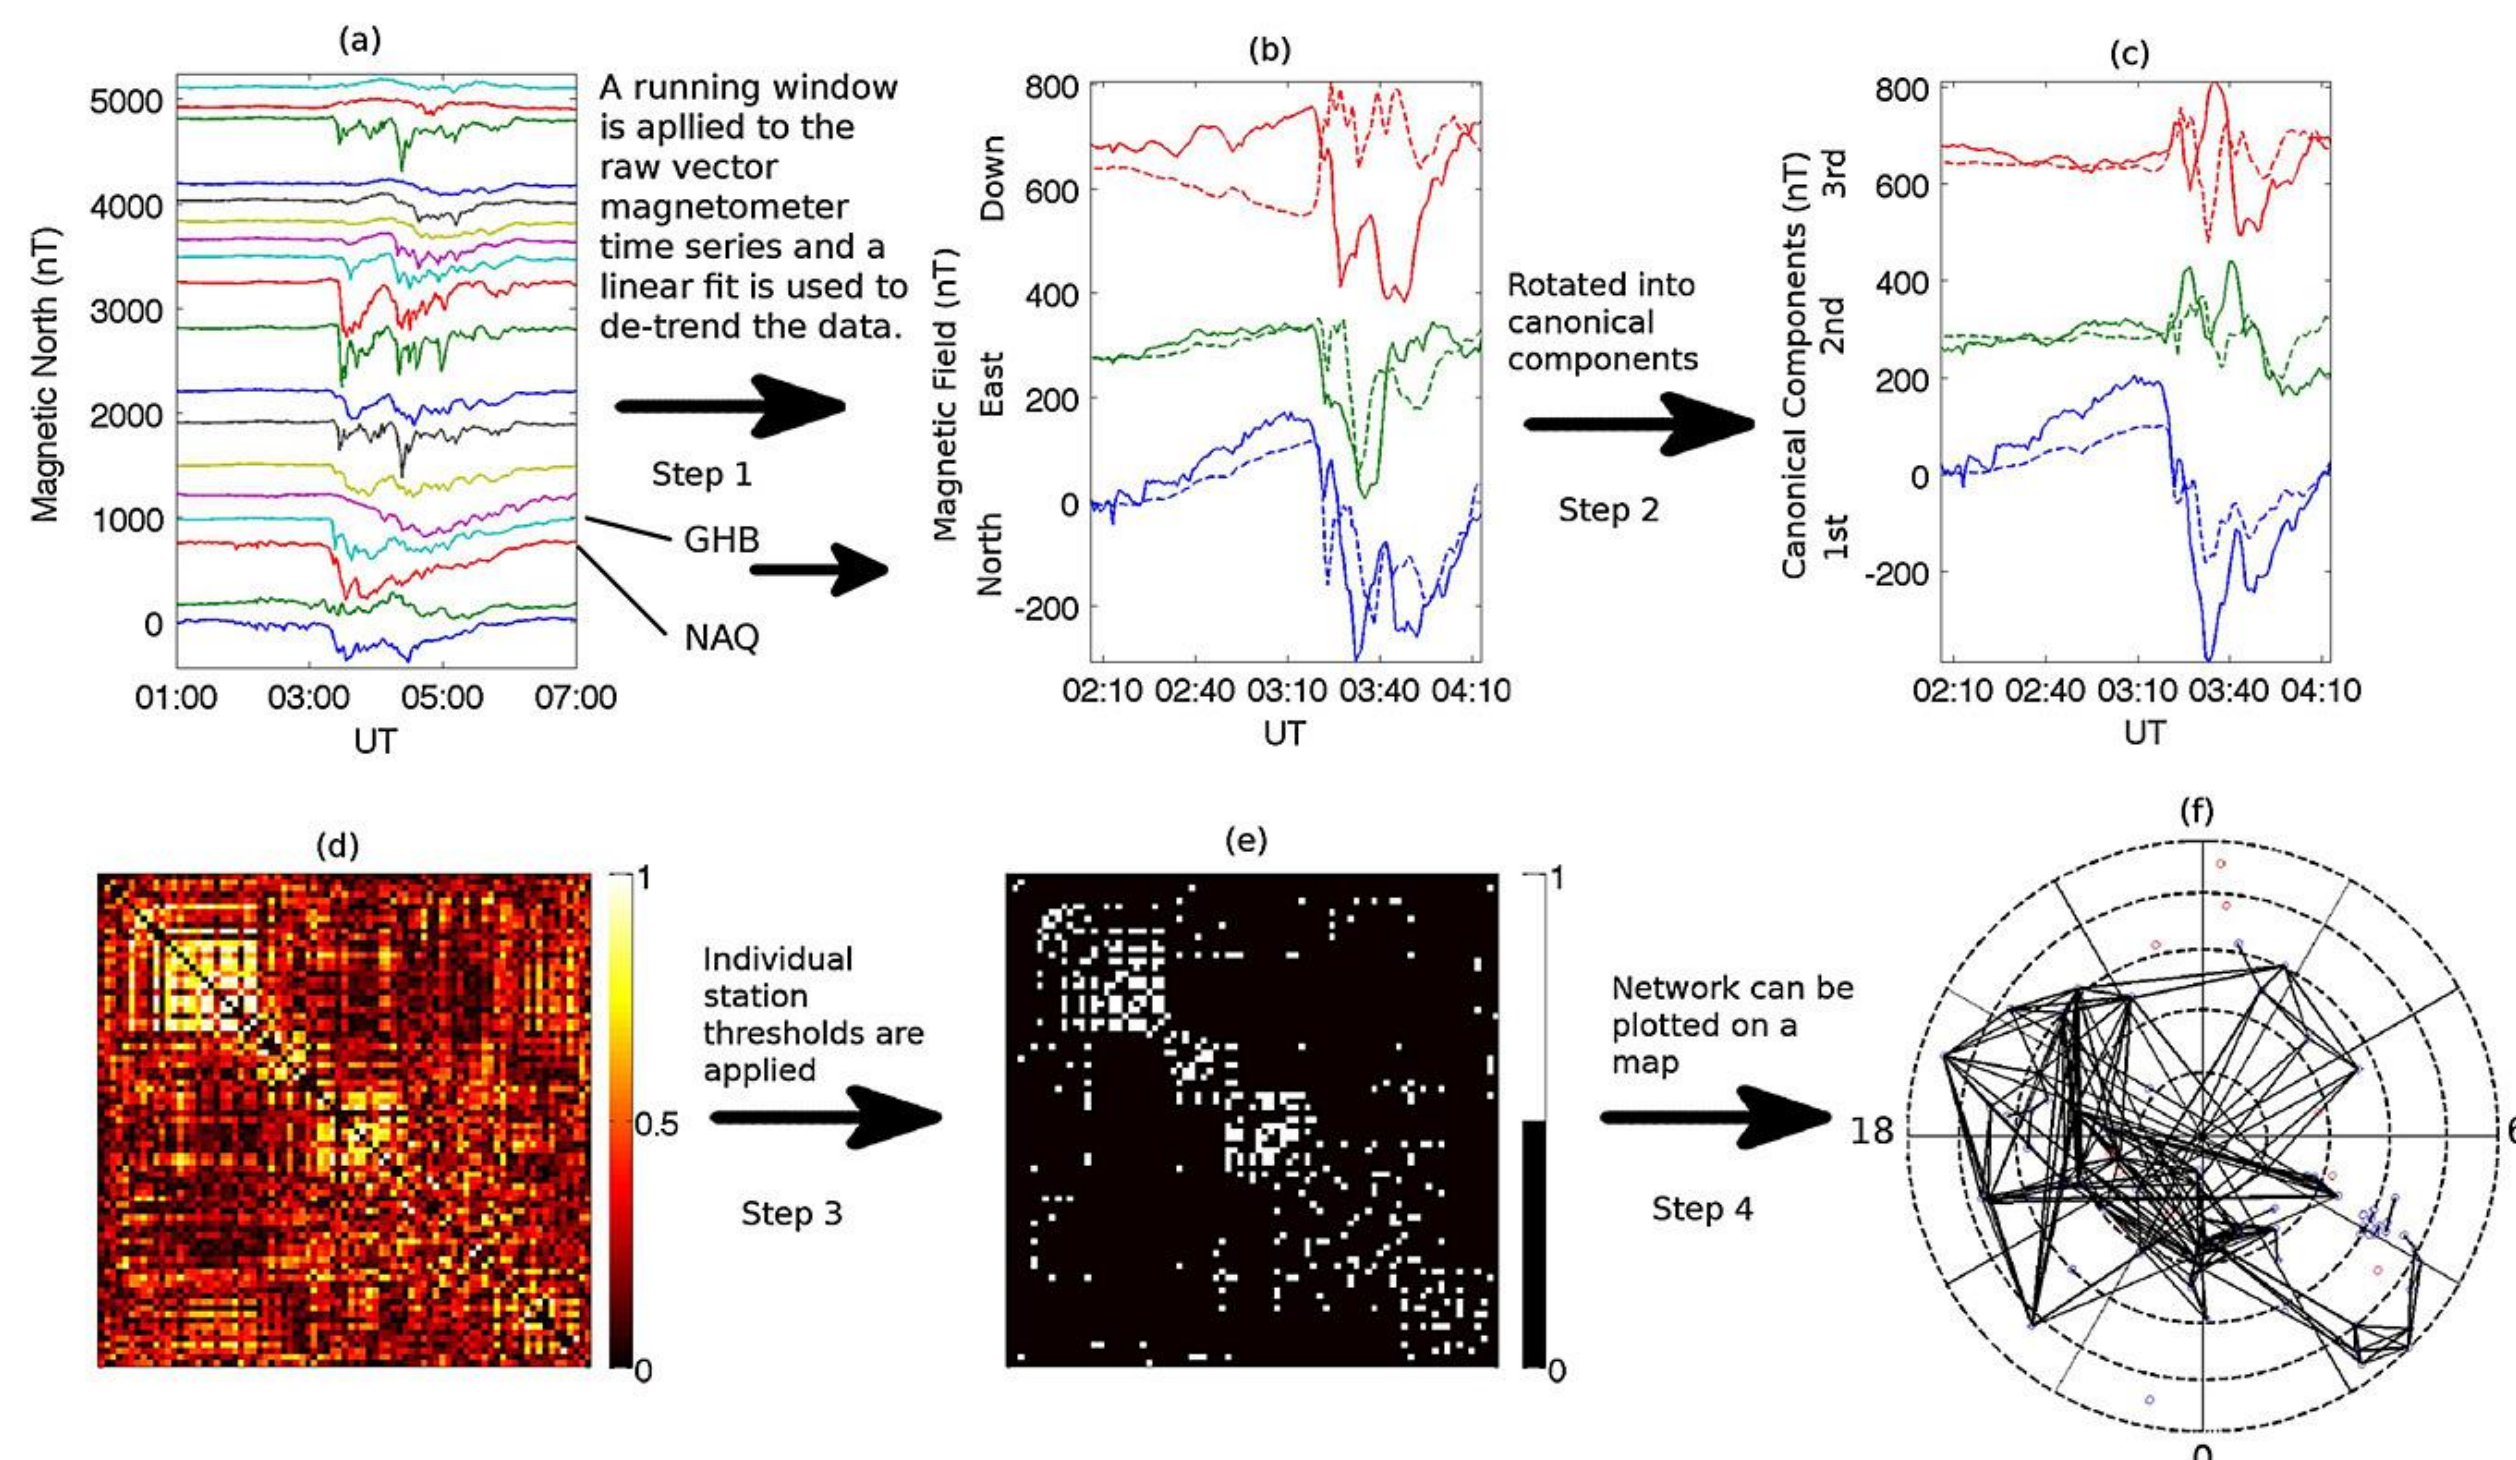 (a)
5000
4000
3000
2000
1000
0
Magnetic North (nT)
01:00 03:00 05:00 07:00
UT
A running window
is apllied to the
raw vector
magnetometer
time series and a
linear fit is used to
de-trend the data.
Step 1
GHB
NAQ
(b)
800
600
400
200
0
-200
Magnetic Field (nT)
Down
East
North
02:10 02:40 03:10 03:40 04:10
UT
Rotated into
canonical
components
Step 2
(c)
800
600
400
200
0
-200
Canonical Components (nT)
3rd
2nd
1st
02:10 02:40 03:10 03:40 04:10
UT
(d)
1
0.5
0
Individual
station
thresholds are
applied
Step 3
(e)
1
0
Network can be
plotted on a
map
Step 4
(f)
18
6
0